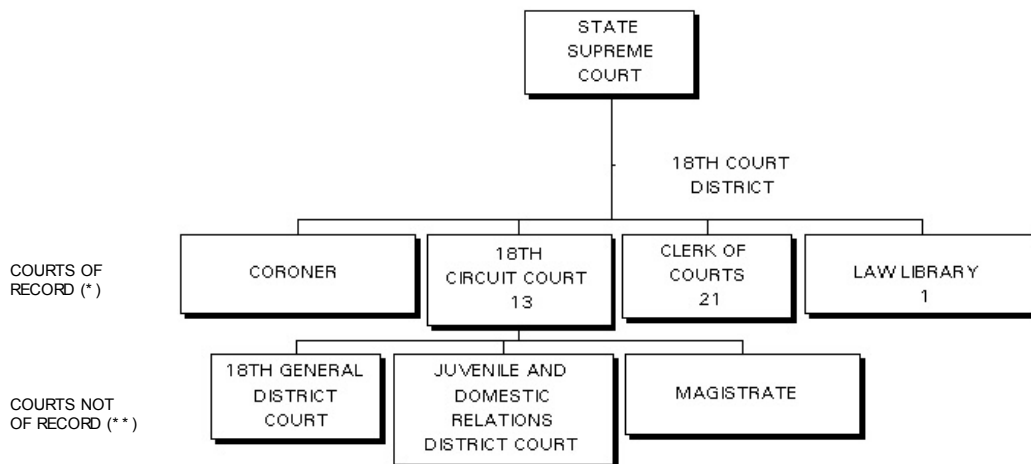 STATE
SUPREME
COURT
18TH COURT
DISTRICT
COURTS OF
RECORD (*)
CORONER
18TH
CIRCUIT COURT
13
CLERK OF
COURTS
21
LAW LIBRARY
1
COURTS NOT
OF RECORD (**)
18TH GENERAL
DISTRICT
COURT
JUVENILE AND
DOMESTIC
RELATIONS
DISTRICT COURT
MAGISTRATE